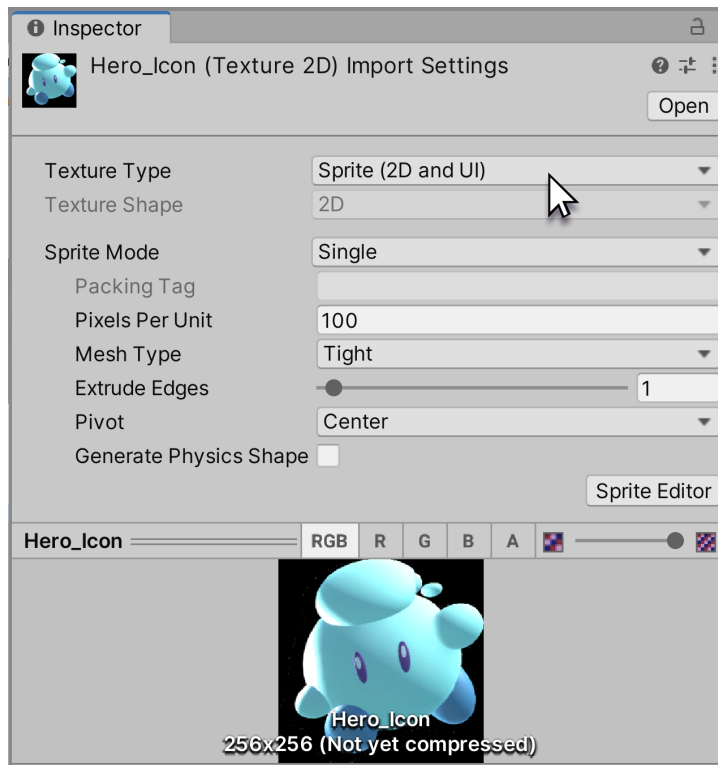 Inspector
Hero_Icon (Texture 2D) Import Settings
Open
Texture Type Sprite (2D and UI)
Texture Shape 2D
Sprite Mode Single
Packing Tag
Pixels Per Unit 100
Mesh Type Tight
Extrude Edges 1
Pivot Center
Generate Physics Shape
Sprite Editor
Hero_Icon RGB R G B A
Hero_Icon
256x256 (Not yet compressed)